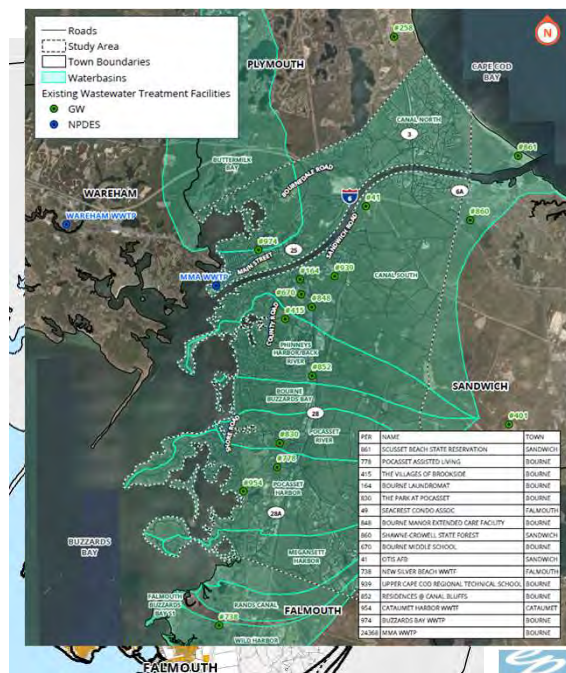 Roads
Study Area
Town Boundaries
Waterbasins
Existing Wastewater Treatment Facilities
GW
NPDES
N
#258
PLYMOUTH
CAPE COD
BAY
CANAL NORTH
3
#861
BUTTERMILK
BAY
BOURNEDALE ROAD
6A
WAREHAM
6
#41
#860
WAREHAM WWTP
SANDWICH ROAD
#974
25
MAIN STREET
MMA WWTP
#164
#939
CANAL SOUTH
#670
#848
#415
COUNTY ROAD
PHINNEYS
HARBOR/BACK
RIVER
#852
SANDWICH
BOURNE
BUZZARDS BAY
28
#401
SHORE ROAD
POCASSET
RIVER
#830
#778
POCASSET
HARBOR
#954
28A
BUZZARDS
BAY
MEGANSETT
HARBOR
FALMOUTH
BUZZARDS
BAY S1
RANDS CANAL
FALMOUTH
#738
WILD HARBOR
FALMOUTH
PER NAME TOWN
861 SCUSSET BEACH STATE RESERVATION SANDWICH
778 POCASSET ASSISTED LIVING BOURNE
415 THE VILLAGES OF BROOKSIDE BOURNE
164 BOURNE LAUNDROMAT BOURNE
830 THE PARK AT POCASSET BOURNE
49 SEACREST CONDO ASSOC FALMOUTH
848 BOURNE MANOR EXTENDED CARE FACILITY BOURNE
860 SHAWNE-CROWELL STATE FOREST SANDWICH
670 BOURNE MIDDLE SCHOOL BOURNE
41 OTIS AFB SANDWICH
738 NEW SILVER BEACH WWTF FALMOUTH
939 UPPER CAPE COD REGIONAL TECHNICAL SCHOOL BOURNE
852 RESIDENCES @ CANAL BLUFFS BOURNE
954 CATAUMET HARBOR WWTF CATAUMET
974 BUZZARDS BAY WWTP BOURNE
24368 MMA WWTP BOURNE